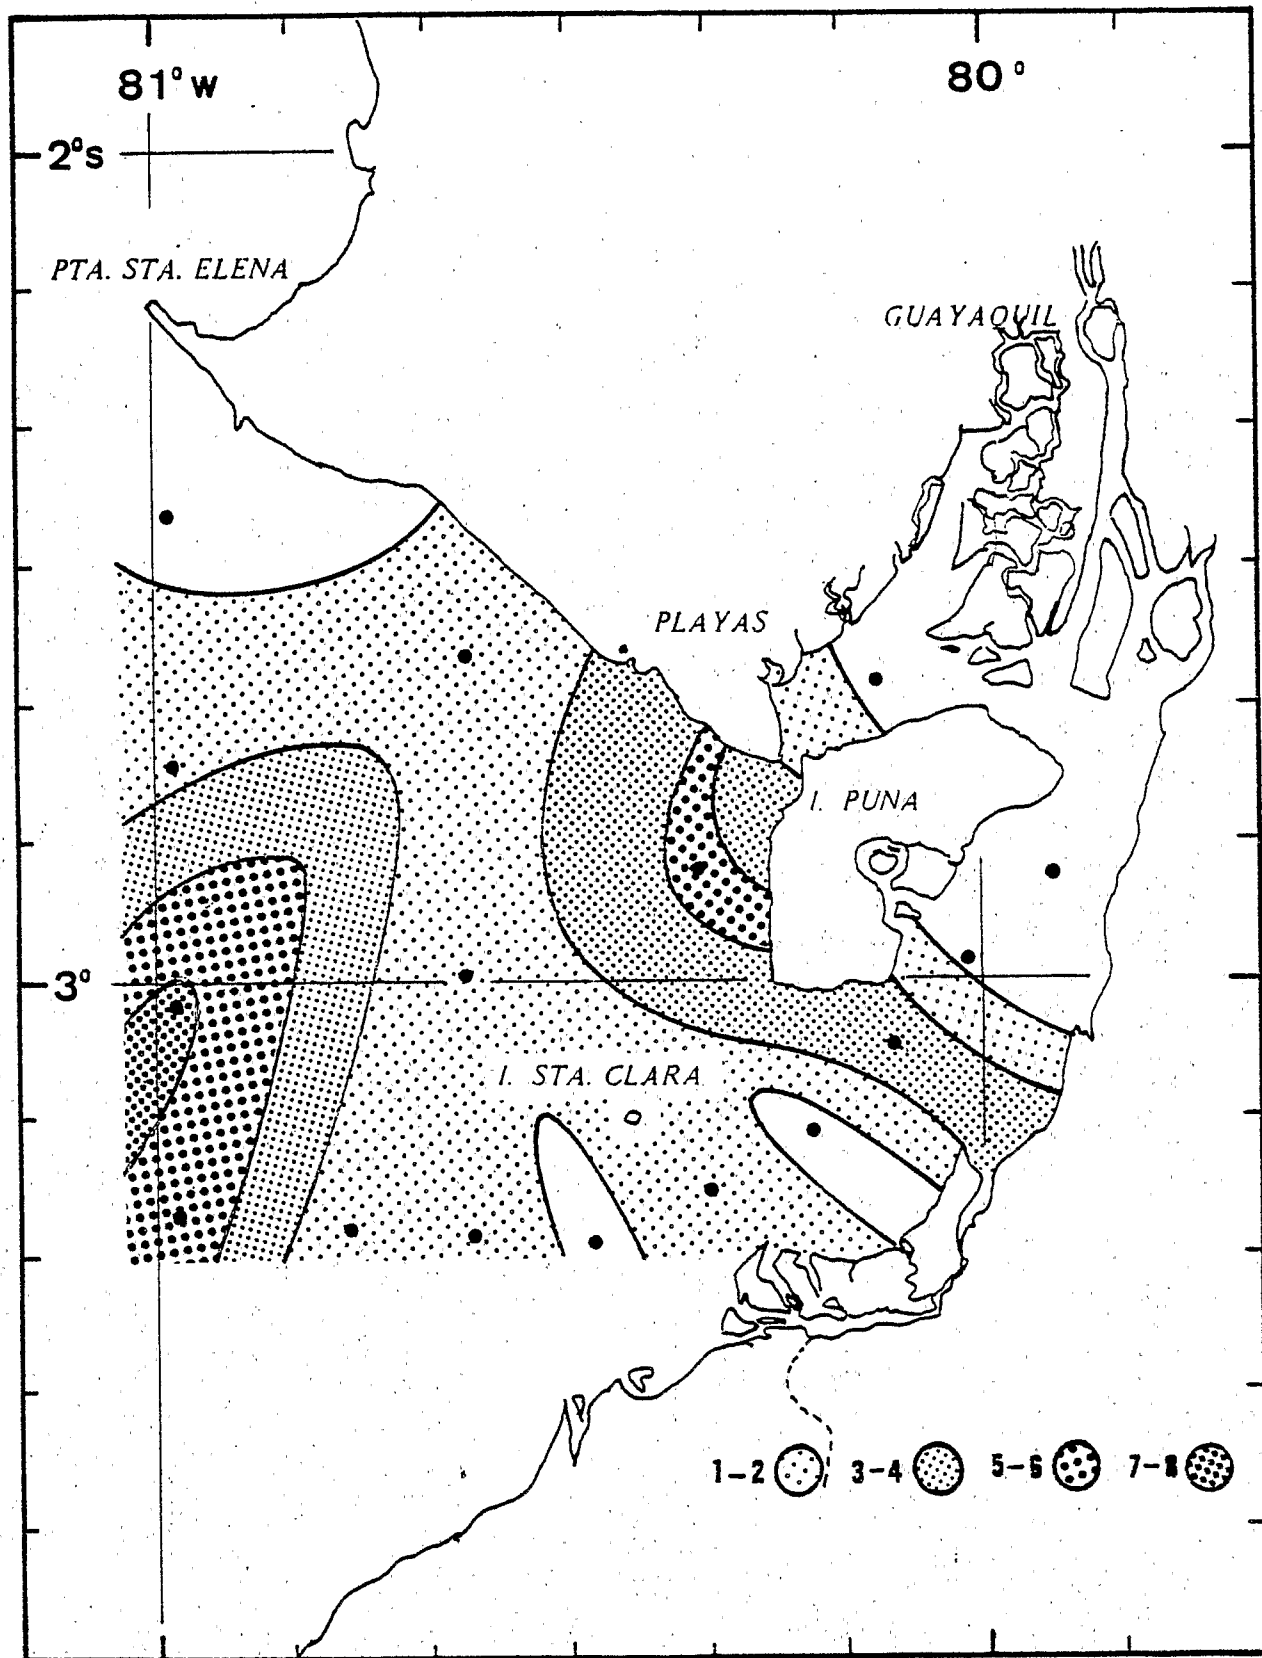 81° W
80°
2°S
PTA. STA. ELENA
GUAYAQUIL
PLAYAS
I. PUNA
3°
I. STA. CLARA
1-2 3-4 5-6 7-8